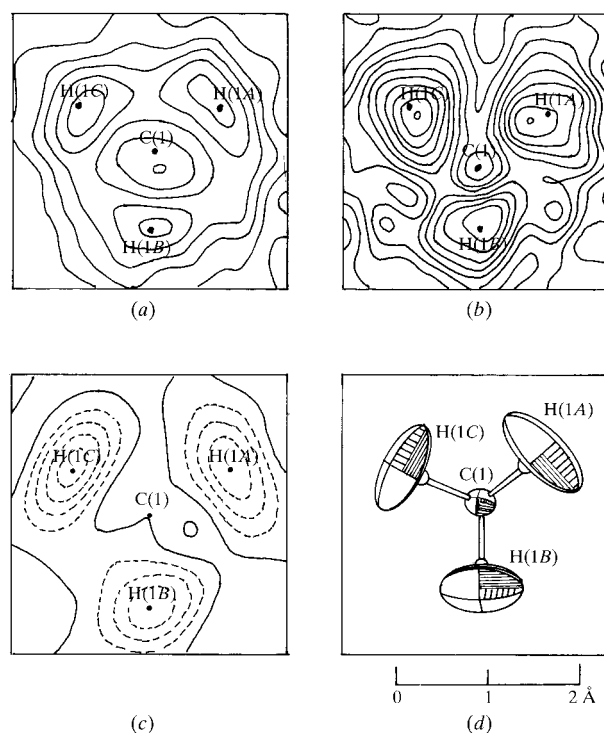 H(1C) H(1A)
C(1)
H(1B)
(a)
H(1C) H(1A)
C(1)
H(1B)
(b)
H(1C) H(1A)
C(1)
H(1B)
(c)
H(1A)
H(1C)
C(1)
H(1B)
0 1 2 Å
(d)